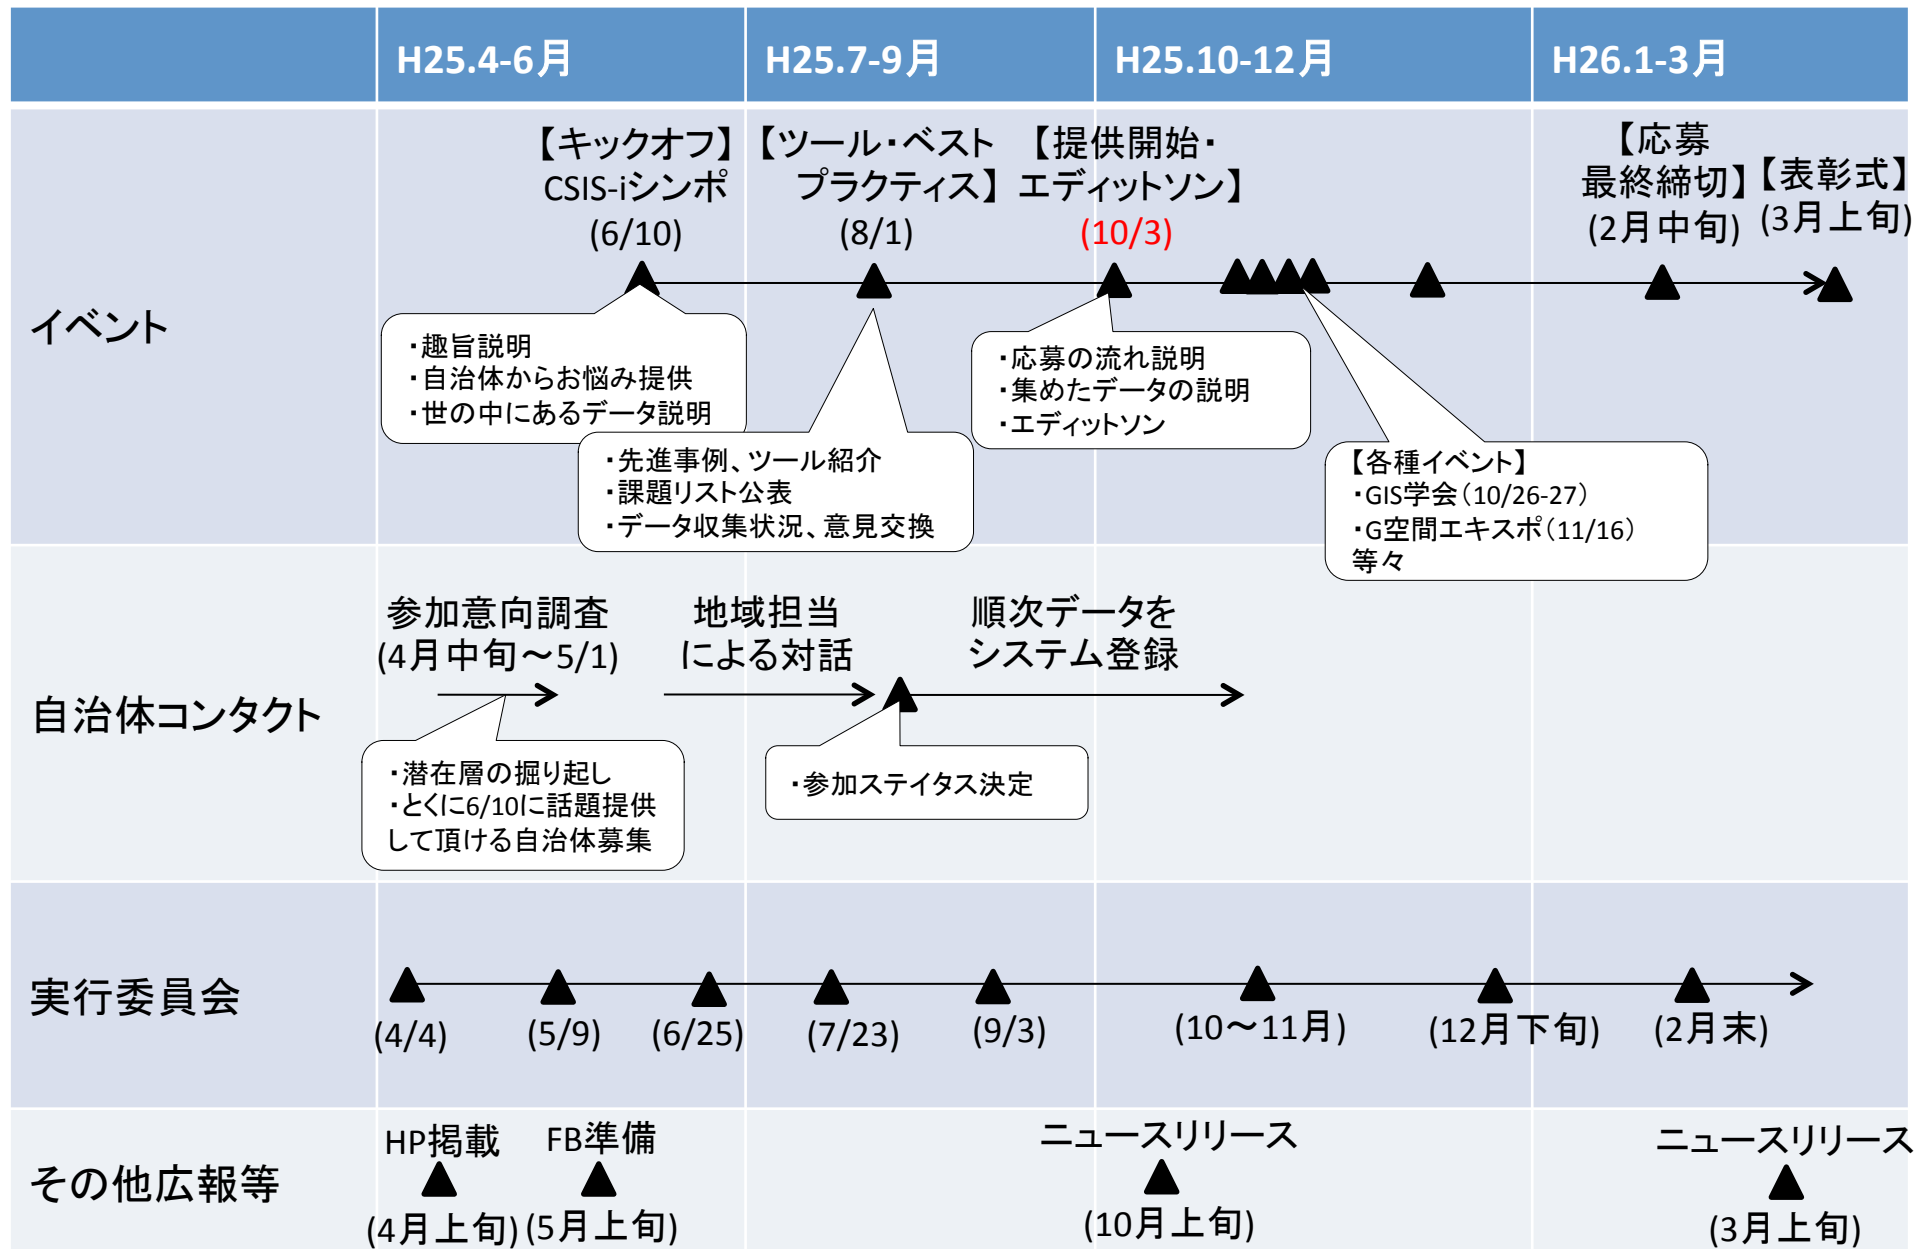 H25.4-6月
H25.7-9月
H25.10-12月
H26.1-3月
イベント
【キックオフ】
CSIS-iシンポ
(6/10)
【ツール・ベスト
プラクティス】
(8/1)
【提供開始・
エディットソン】
(10/3)
【応募
最終締切】
(2月中旬)
【表彰式】
(3月上旬)
・趣旨説明
・自治体からお悩み提供
・世の中にあるデータ説明
・先進事例、ツール紹介
・課題リスト公表
・データ収集状況、意見交換
・応募の流れ説明
・集めたデータの説明
・エディットソン
【各種イベント】
・GIS学会（10/26-27）
・G空間エキスポ（11/16）
等々
自治体コンタクト
参加意向調査
(4月中旬～5/1)
地域担当
による対話
順次データを
システム登録
・潜在層の掘り起し
・とくに6/10に話題提供
して頂ける自治体募集
・参加ステイタス決定
実行委員会
(4/4)
(5/9)
(6/25)
(7/23)
(9/3)
(10～11月)
(12月下旬)
(2月末)
その他広報等
HP掲載
(4月上旬)
FB準備
(5月上旬)
ニュースリリース
(10月上旬)
ニュースリリース
(3月上旬)